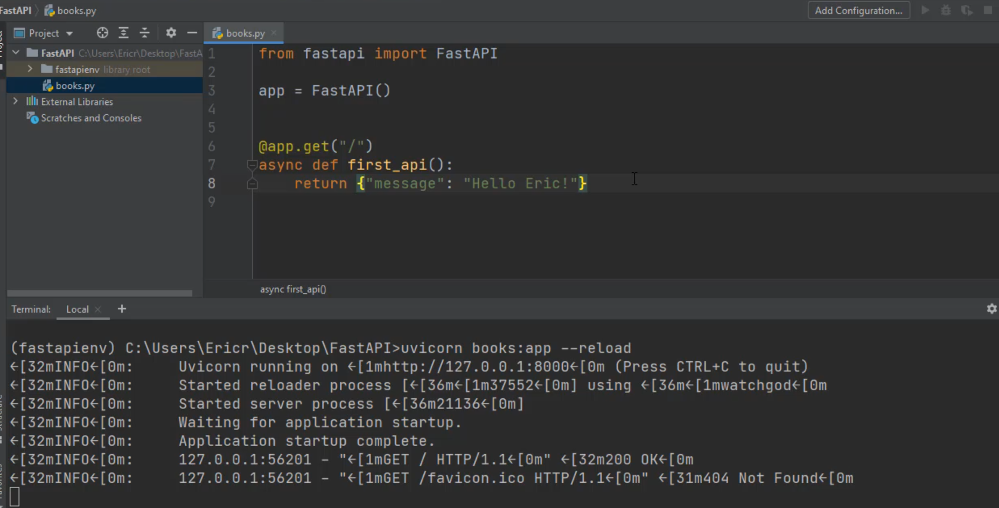 FastAPI books.py Add Configuration...
Project
books.py
FastAPI C:\Users\Ericr\Desktop\FastA
fastapienv library root
books.py
External Libraries
Scratches and Consoles
1 from fastapi import FastAPI
2
3 app = FastAPI()
4
5
6 @app.get("/")
7 async def first_api():
8 return {"message": "Hello Eric!"}
9
async first_api()
Terminal: Local × +
(fastapienv) C:\Users\Ericr\Desktop\FastAPI>uvicorn books:app --reload
←[32mINFO←[0m: Uvicorn running on ←[1mhttp://127.0.0.1:8000←[0m (Press CTRL+C to quit)
←[32mINFO←[0m: Started reloader process [←[36m←[1m37552←[0m] using ←[36m←[1mwatchgod←[0m
←[32mINFO←[0m: Started server process [←[36m21136←[0m]
←[32mINFO←[0m: Waiting for application startup.
←[32mINFO←[0m: Application startup complete.
←[32mINFO←[0m: 127.0.0.1:56201 - "←[1mGET / HTTP/1.1←[0m" ←[32m200 OK←[0m
←[32mINFO←[0m: 127.0.0.1:56201 - "←[1mGET /favicon.ico HTTP/1.1←[0m" ←[31m404 Not Found←[0m